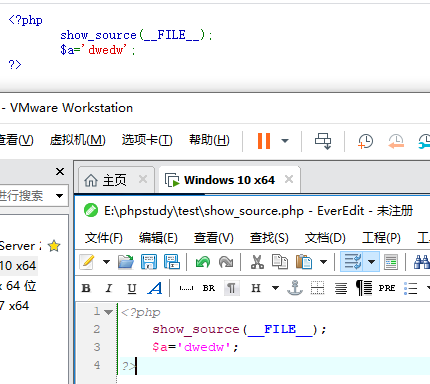 <?php
show_source(__FILE__);
$a='dwedw';
?>
- VMware Workstation
查看(V) 虚拟机(M) 选项卡(T) 帮助(H)
进行搜索
主页 Windows 10 x64
E:\phpstudy\test\show_source.php - EverEdit - 未注册
Server 2
10 x64
文件(F) 编辑(E) 查看(V) 查找(S) 文档(D) 工程(P) 工
x 64 位
7 x64
B I U A BR ¶ H PRE
1 <?php
2 show_source(__FILE__);
3 $a='dwedw';
4 ?>